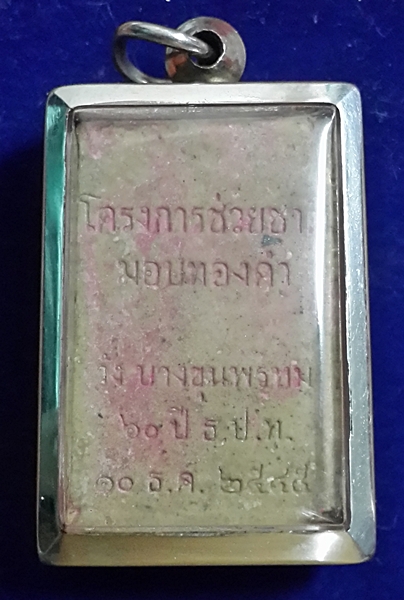 โครงการช่วยชาติ
มอบทองคำ
วัง บางขุนพรหม
๖๐ ปี ธ.ป.ท.
๑๐ ธ.ค. ๒๕๔๕